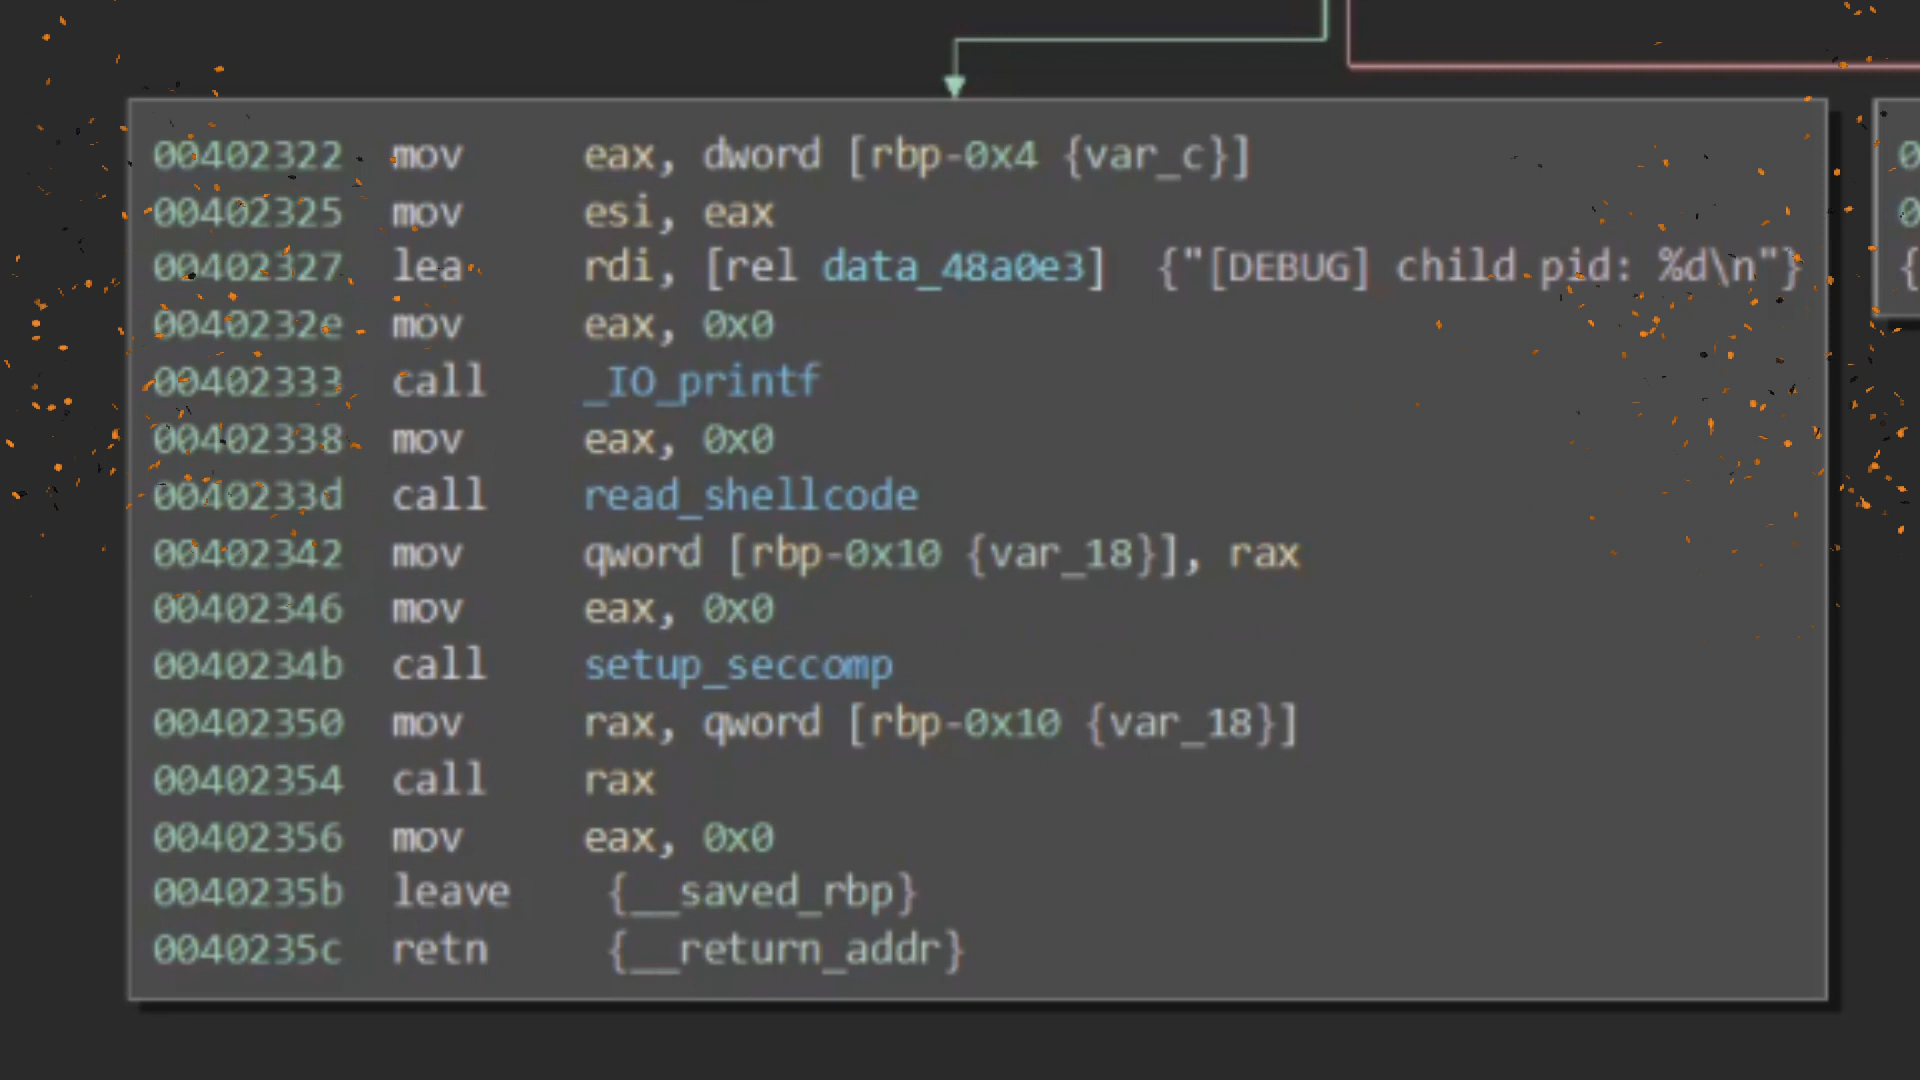 00402322 mov eax, dword [rbp-0x4 {var_c}]
00402325 mov esi, eax
00402327 lea rdi, [rel data_48a0e3] {"[DEBUG] child pid: %d\n"}
0040232e mov eax, 0x0
00402333 call _IO_printf
00402338 mov eax, 0x0
0040233d call read_shellcode
00402342 mov qword [rbp-0x10 {var_18}], rax
00402346 mov eax, 0x0
0040234b call setup_seccomp
00402350 mov rax, qword [rbp-0x10 {var_18}]
00402354 call rax
00402356 mov eax, 0x0
0040235b leave {__saved_rbp}
0040235c retn {__return_addr}
0
0
{